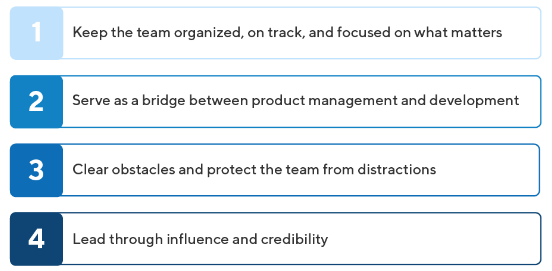 1 Keep the team organized, on track, and focused on what matters
2 Serve as a bridge between product management and development
3 Clear obstacles and protect the team from distractions
4 Lead through influence and credibility